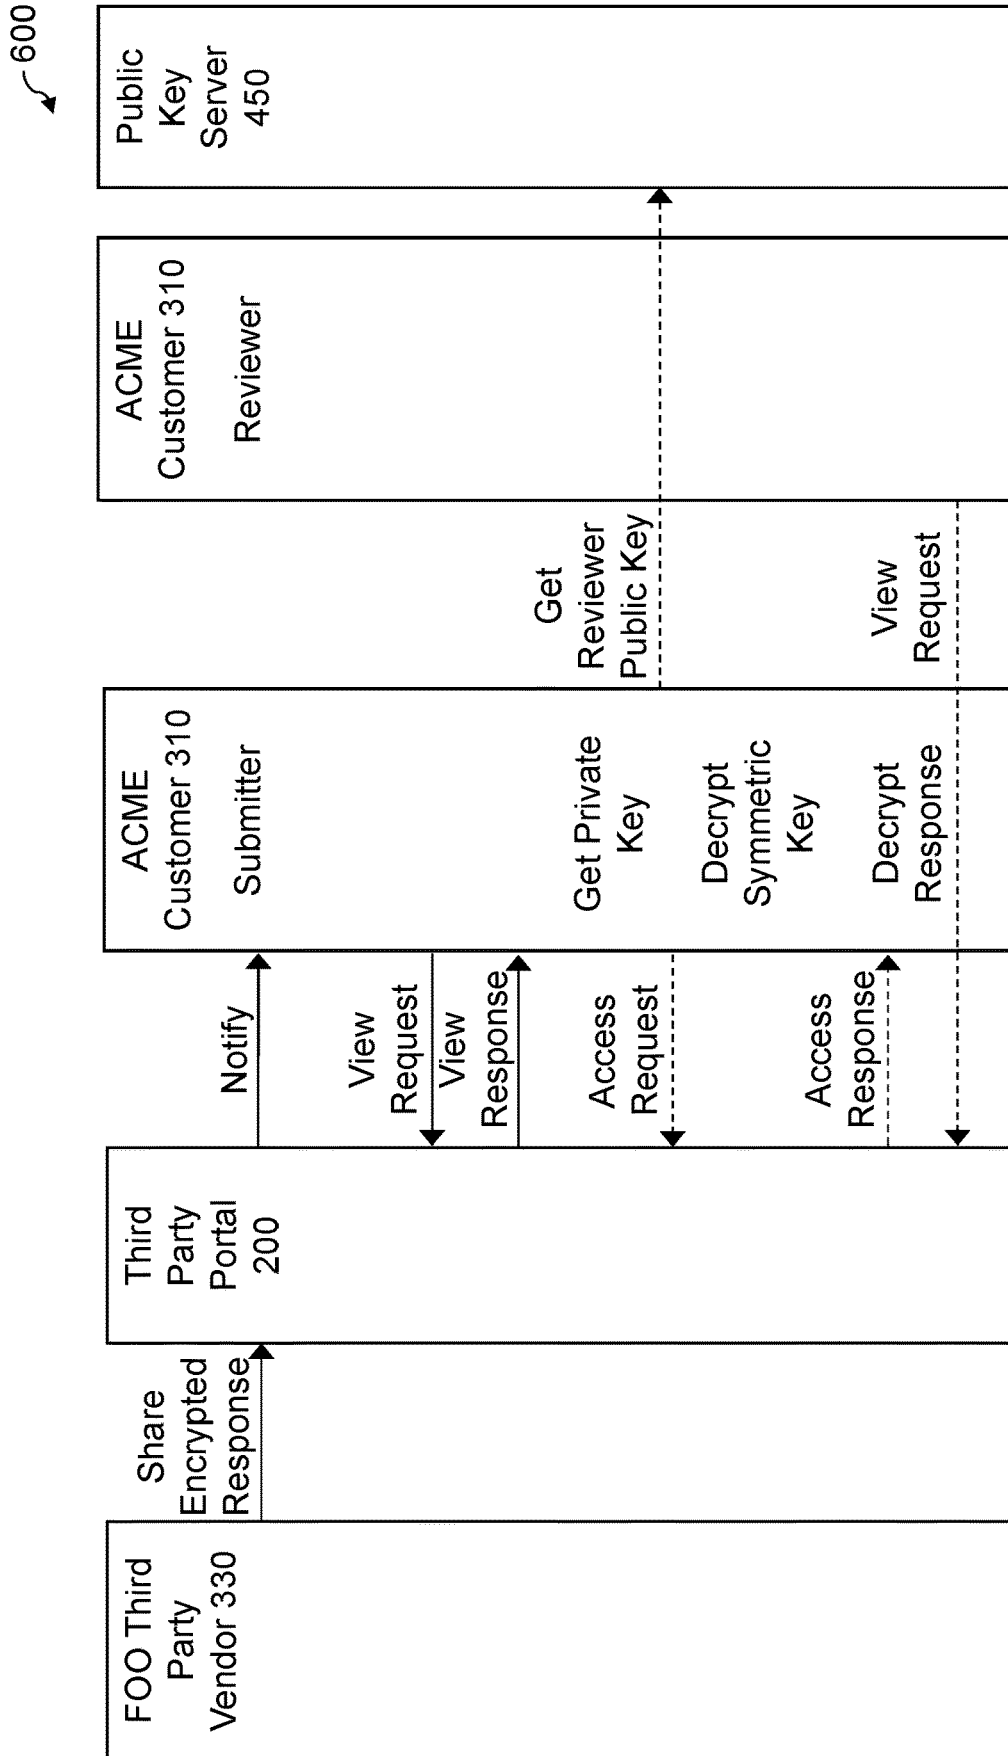 600
FOO Third
Party
Vendor 330
Share
Encrypted
Response
Third
Party
Portal
200
Notify
View
Request
View
Response
Access
Request
Access
Response
ACME
Customer 310
Submitter
Get Private
Key
Decrypt
Symmetric
Key
Decrypt
Response
Get
Reviewer
Public Key
View
Request
ACME
Customer 310
Reviewer
Public
Key
Server
450